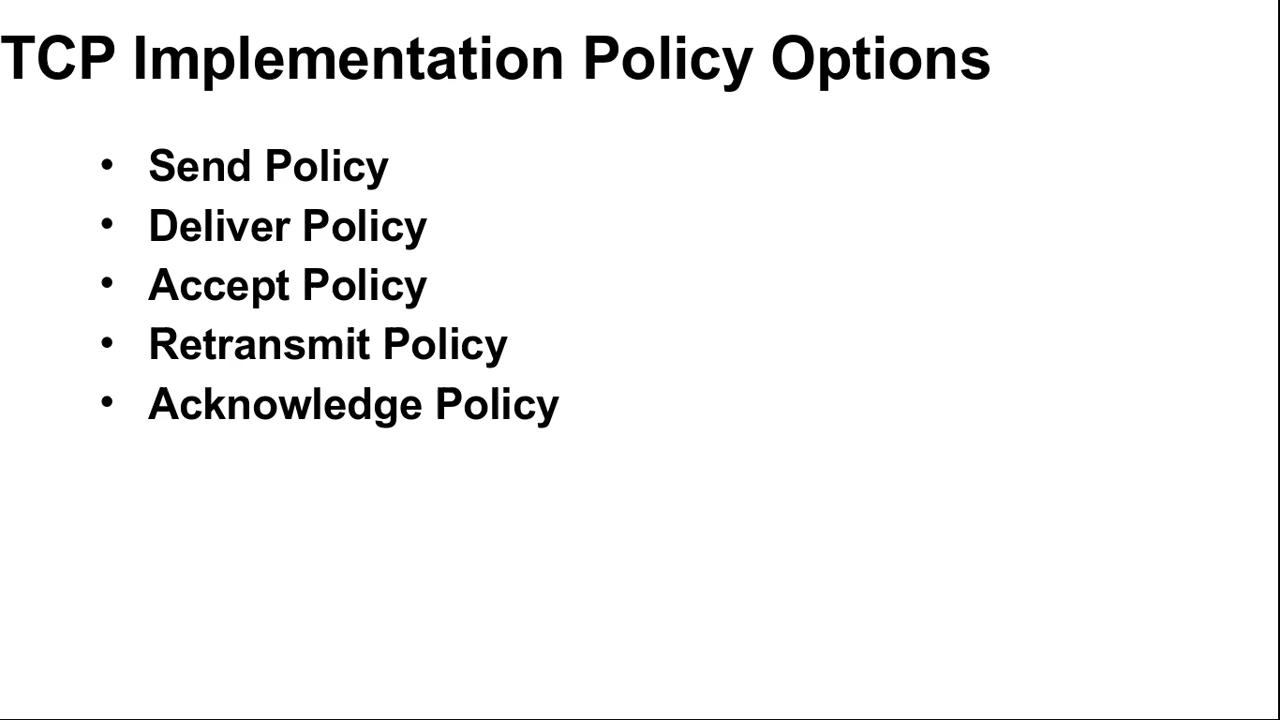 TCP Implementation Policy Options
• Send Policy
• Deliver Policy
• Accept Policy
• Retransmit Policy
• Acknowledge Policy